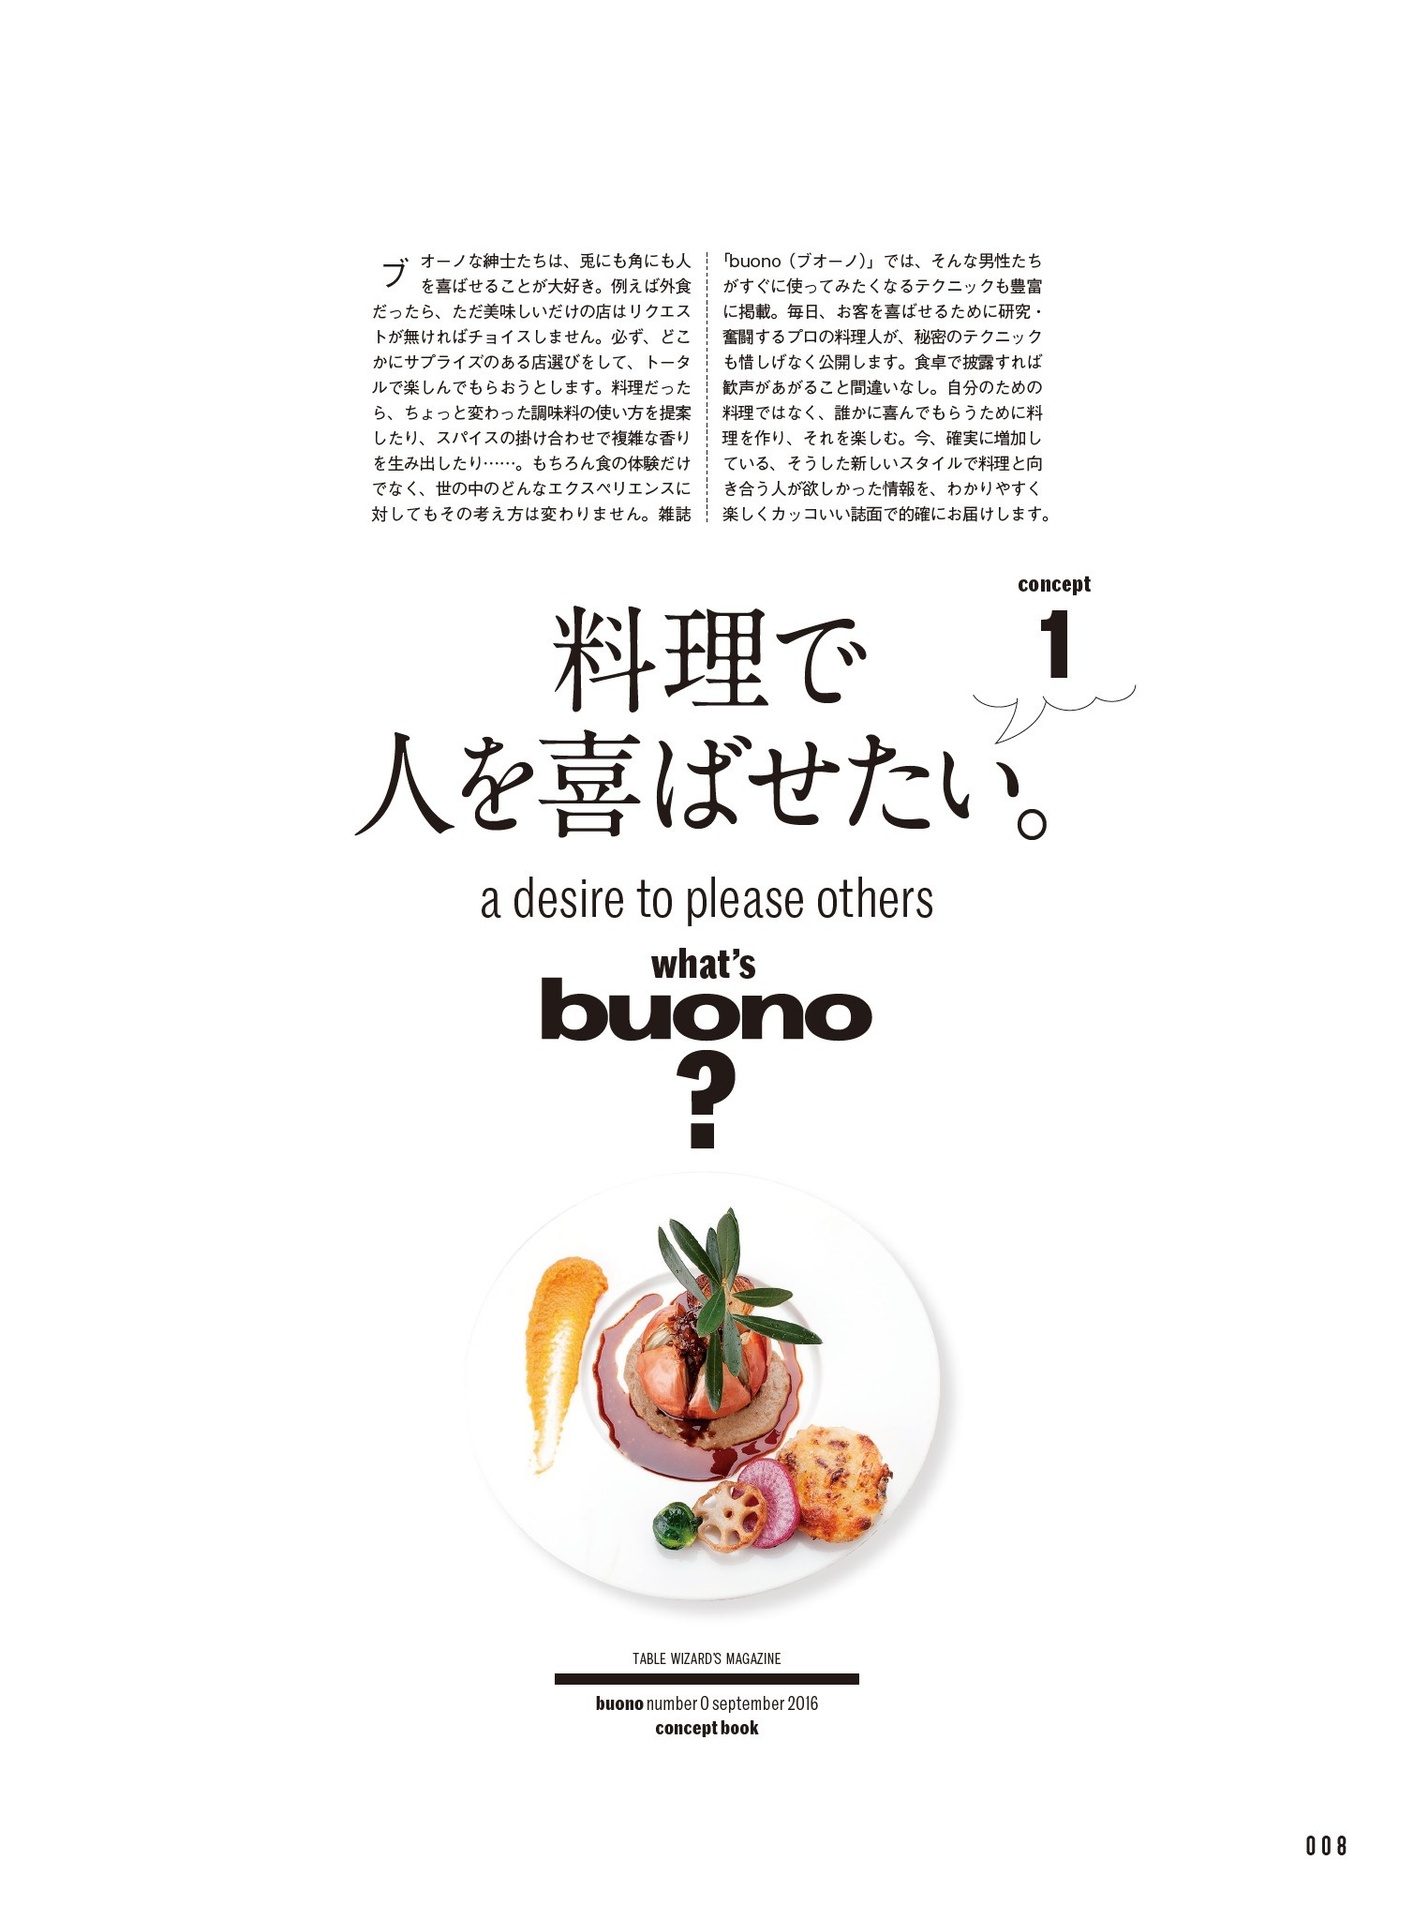 ブオーノな紳士たちは、兎にも角にも人
を喜ばせることが大好き。例えば外食
だったら、ただ美味しいだけの店はリクエス
トが無ければチョイスしません。必ず、どこ
かにサプライズのある店選びをして、トータ
ルで楽しんでもらおうとします。料理だった
ら、ちょっと変わった調味料の使い方を提案
したり、スパイスの掛け合わせで複雑な香り
を生み出したり……。もちろん食の体験だけ
でなく、世の中のどんなエクスペリエンスに
対してもその考え方は変わりません。雑誌
「buono（ブオーノ）」では、そんな男性たち
がすぐに使ってみたくなるテクニックも豊富
に掲載。毎日、お客を喜ばせるために研究・
奮闘するプロの料理人が、秘密のテクニック
も惜しげなく公開します。食卓で披露すれば
歓声があがること間違いなし。自分のための
料理ではなく、誰かに喜んでもらうために料
理を作り、それを楽しむ。今、確実に増加し
ている、そうした新しいスタイルで料理と向
き合う人が欲しかった情報を、わかりやすく
楽しくカッコいい誌面で的確にお届けします。
concept
1
料理で
人を喜ばせたい。
a desire to please others
what's
buono
?
TABLE WIZARD'S MAGAZINE
buono number 0 september 2016
concept book
008